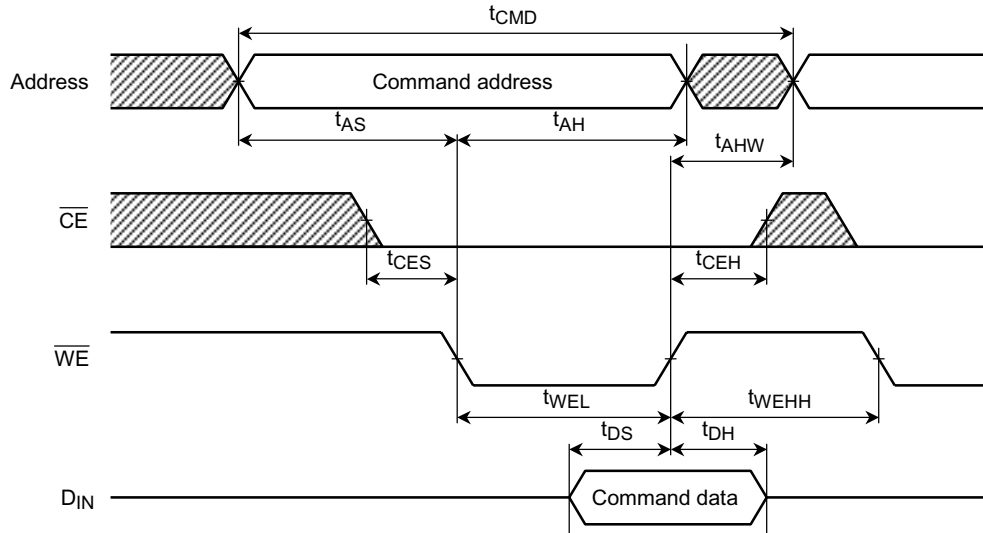 tCMD
Address
Command address
tAS
tAH
tAHW
CE
tCES
tCEH
WE
tWEL
tWEHH
tDS
tDH
DIN
Command data